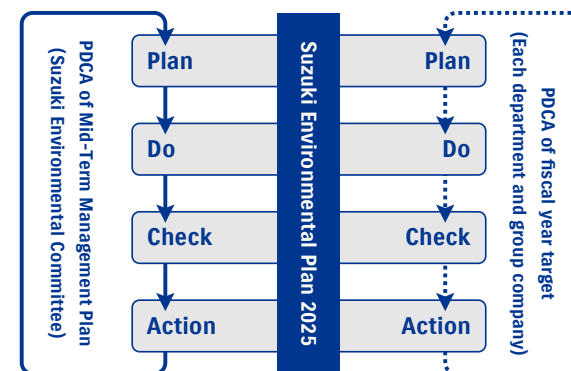 PDCA of Mid-Term Management Plan
(Suzuki Environmental Committee)
Plan
Do
Check
Action
Suzuki Environmental Plan 2025
Plan
Do
Check
Action
PDCA of fiscal year target
(Each department and group company)